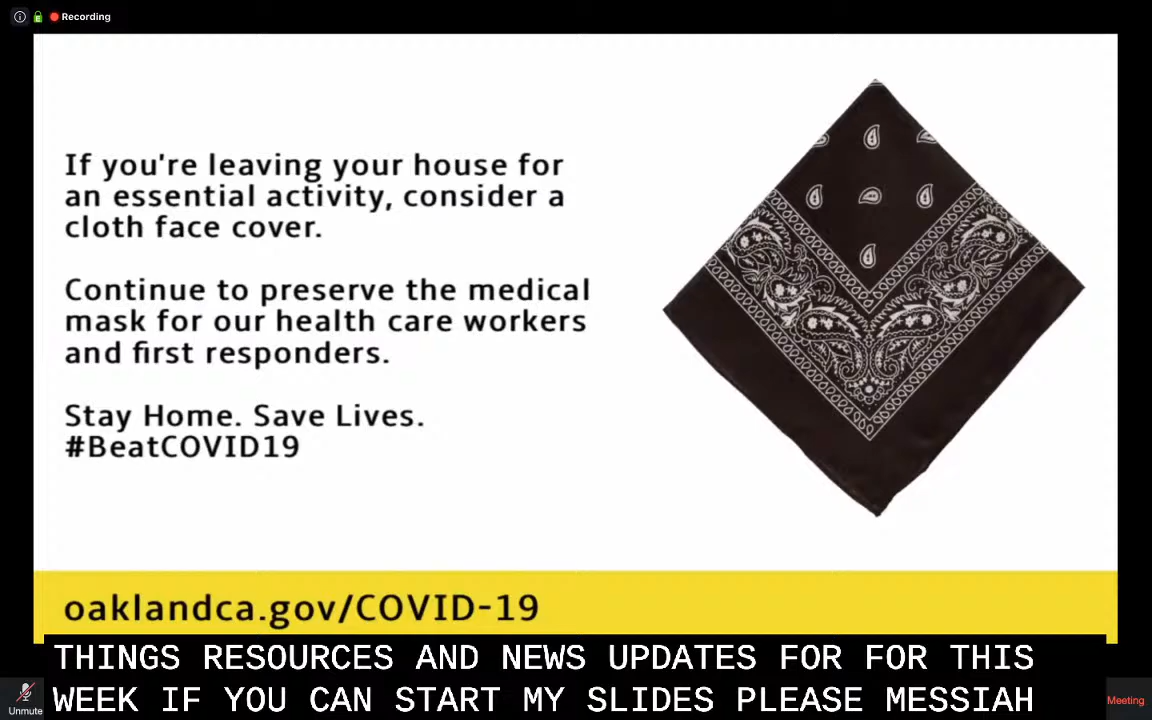 Recording
If you're leaving your house for
an essential activity, consider a
cloth face cover.
Continue to preserve the medical
mask for our health care workers
and first responders.
Stay Home. Save Lives.
#BeatCOVID19
oaklandca.gov/COVID-19
THINGS RESOURCES AND NEWS UPDATES FOR FOR THIS
WEEK IF YOU CAN START MY SLIDES PLEASE MESSIAH
Unmute
Meeting